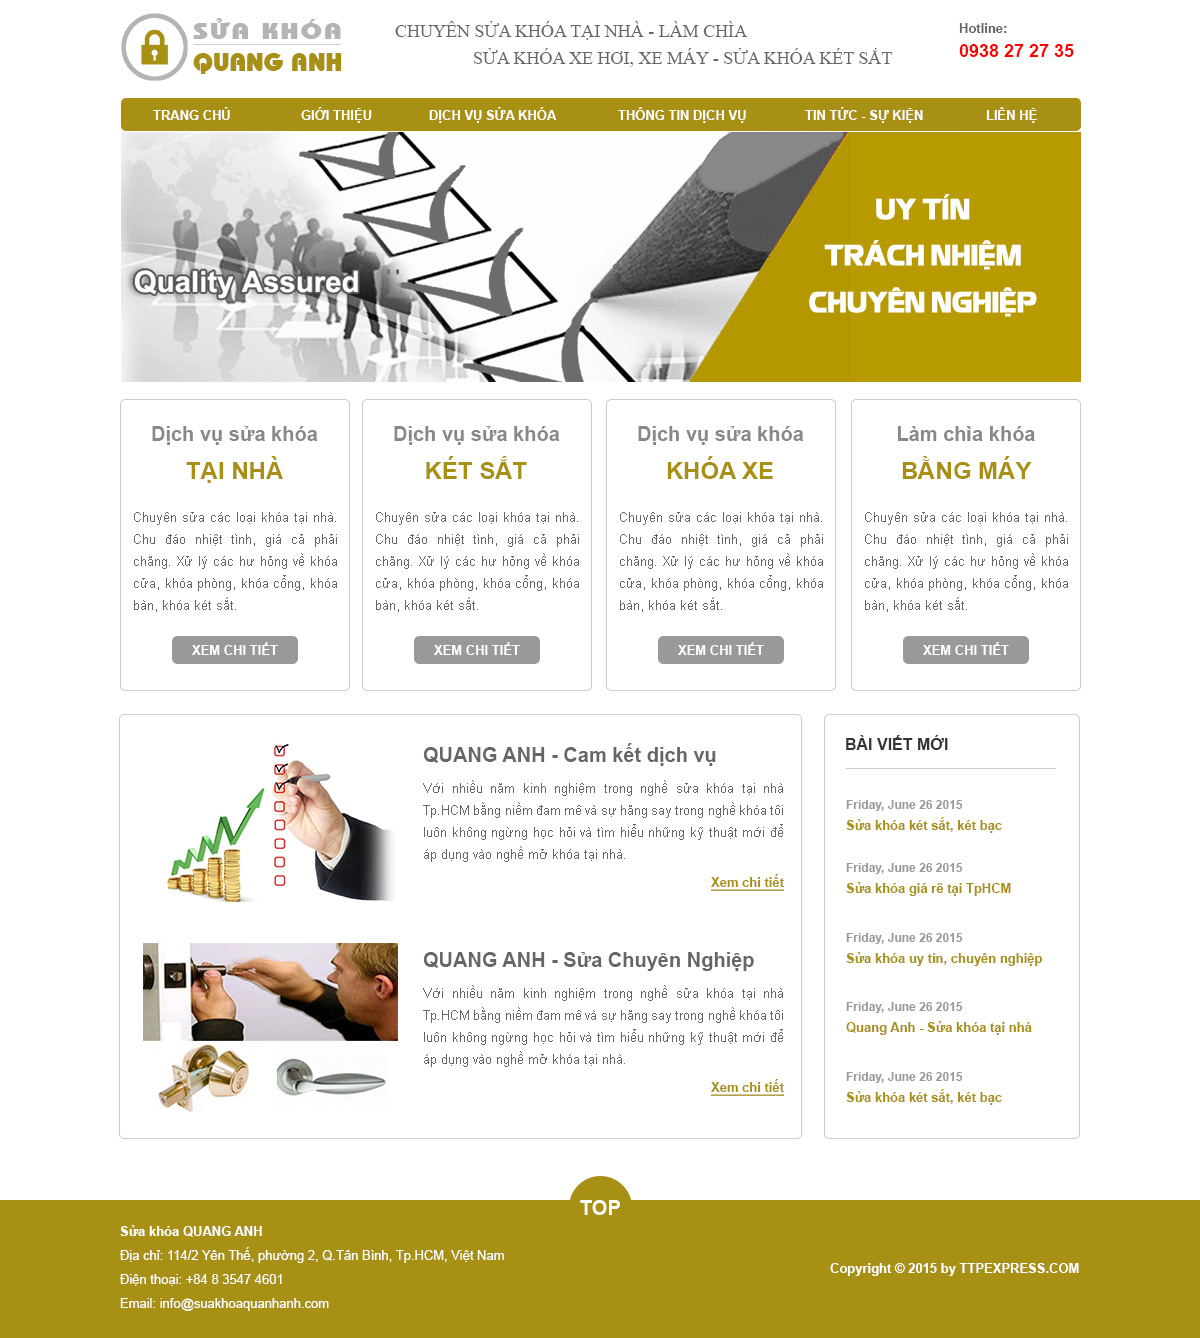 SỬA KHÓA
QUANG ANH
CHUYÊN SỬA KHÓA TẠI NHÀ - LÀM CHÌA
SỬA KHÓA XE HƠI, XE MÁY - SỬA KHÓA KÉT SẮT
Hotline:
0938 27 27 35
TRANG CHỦ GIỚI THIỆU DỊCH VỤ SỬA KHÓA THÔNG TIN DỊCH VỤ TIN TỨC - SỰ KIỆN LIÊN HỆ
Quality Assured
UY TÍN
TRÁCH NHIỆM
CHUYÊN NGHIỆP
Dịch vụ sửa khóa
TẠI NHÀ
Chuyên sửa các loại khóa tại nhà.
Chu đáo nhiệt tình, giá cả phải
chăng. Xử lý các hư hỏng về khóa
cửa, khóa phòng, khóa cổng, khóa
bàn, khóa két sắt.
XEM CHI TIẾT
Dịch vụ sửa khóa
KÉT SẮT
Chuyên sửa các loại khóa tại nhà.
Chu đáo nhiệt tình, giá cả phải
chăng. Xử lý các hư hỏng về khóa
cửa, khóa phòng, khóa cổng, khóa
bàn, khóa két sắt.
XEM CHI TIẾT
Dịch vụ sửa khóa
KHÓA XE
Chuyên sửa các loại khóa tại nhà.
Chu đáo nhiệt tình, giá cả phải
chăng. Xử lý các hư hỏng về khóa
cửa, khóa phòng, khóa cổng, khóa
bàn, khóa két sắt.
XEM CHI TIẾT
Làm chìa khóa
BẰNG MÁY
Chuyên sửa các loại khóa tại nhà.
Chu đáo nhiệt tình, giá cả phải
chăng. Xử lý các hư hỏng về khóa
cửa, khóa phòng, khóa cổng, khóa
bàn, khóa két sắt.
XEM CHI TIẾT
QUANG ANH - Cam kết dịch vụ
Với nhiều năm kinh nghiệm trong nghề sửa khóa tại nhà
Tp.HCM bằng niềm đam mê và sự hăng say trong nghề khóa tôi
luôn không ngừng học hỏi và tìm hiểu những kỹ thuật mới để
áp dụng vào nghề mở khóa tại nhà.
Xem chi tiết
QUANG ANH - Sửa Chuyên Nghiệp
Với nhiều năm kinh nghiệm trong nghề sửa khóa tại nhà
Tp.HCM bằng niềm đam mê và sự hăng say trong nghề khóa tôi
luôn không ngừng học hỏi và tìm hiểu những kỹ thuật mới để
áp dụng vào nghề mở khóa tại nhà.
Xem chi tiết
BÀI VIẾT MỚI
Friday, June 26 2015
Sửa khóa két sắt, két bạc
Friday, June 26 2015
Sửa khóa giá rẽ tại TpHCM
Friday, June 26 2015
Sửa khóa uy tín, chuyên nghiệp
Friday, June 26 2015
Quang Anh - Sửa khóa tại nhà
Friday, June 26 2015
Sửa khóa két sắt, két bạc
TOP
Sửa khóa QUANG ANH
Địa chỉ: 114/2 Yên Thế, phường 2, Q.Tân Bình, Tp.HCM, Việt Nam
Điện thoại: +84 8 3547 4601
Email: info@suakhoaquanhanh.com
Copyright © 2015 by TTPEXPRESS.COM